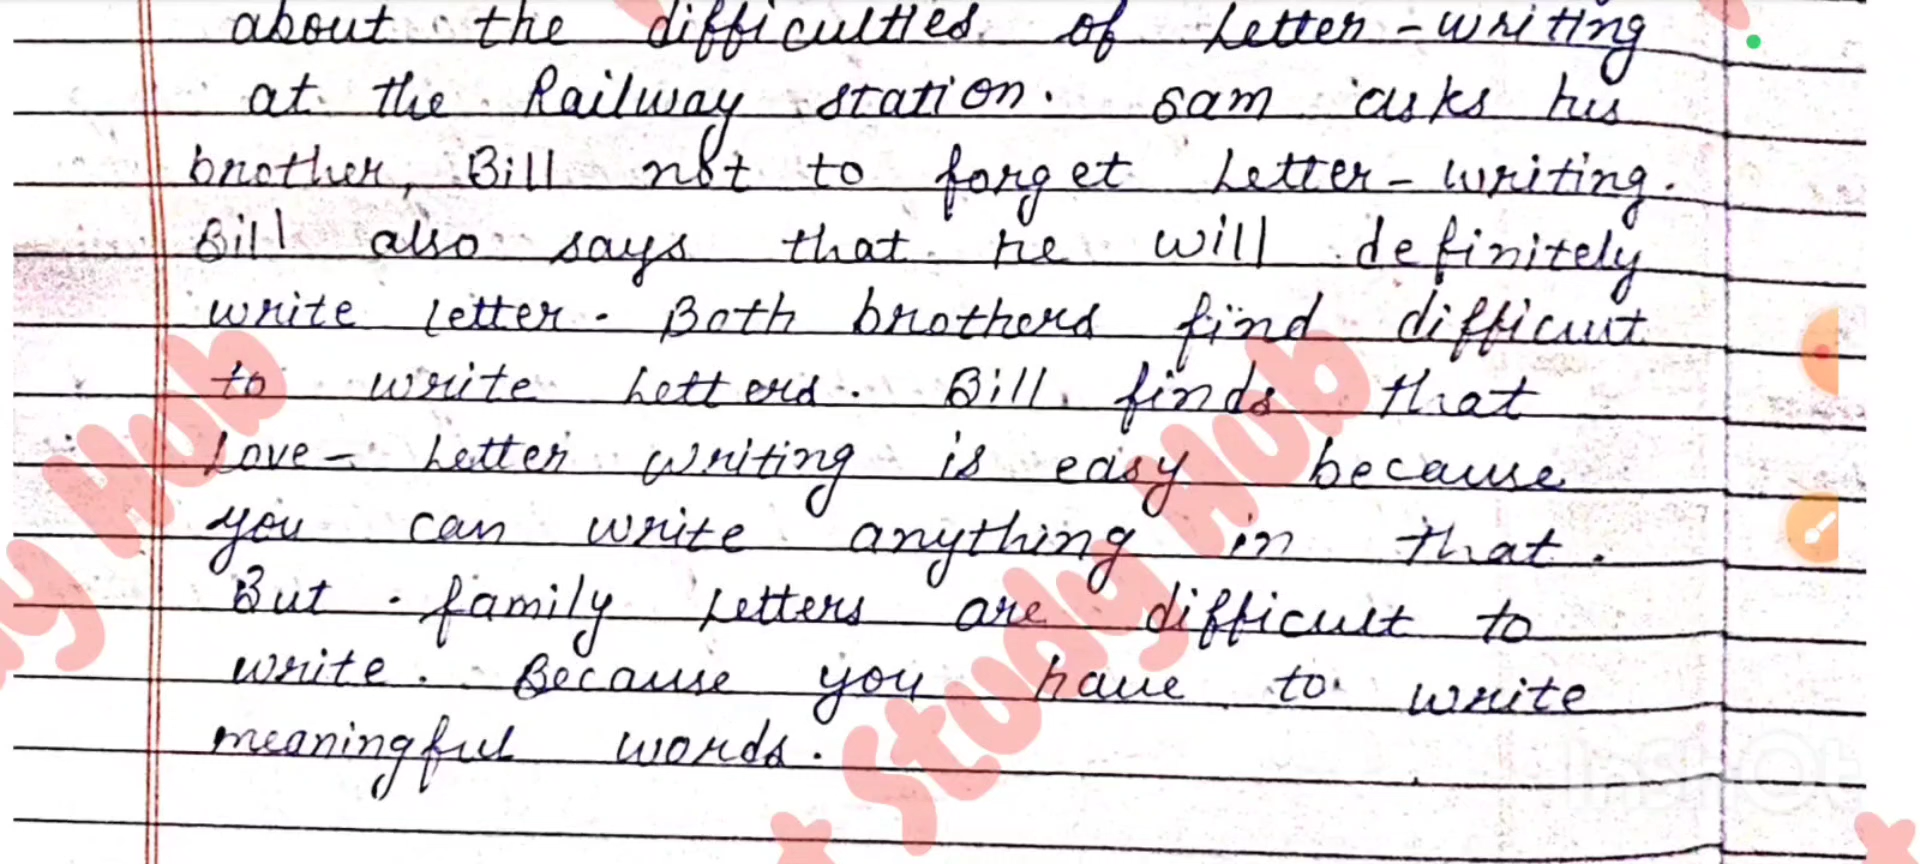 about the difficulties of Letter-writing
at the Railway station. Sam asks his
brother, Bill not to forget Letter-writing.
Bill also says that he will definitely
write letter. Both brothers find difficult
to write Letters. Bill finds that
Love-Letter writing is easy because
you can write anything in that.
But family Letters are difficult to
write. Because you have to write
meaningful words.
Study Hub
InShOt